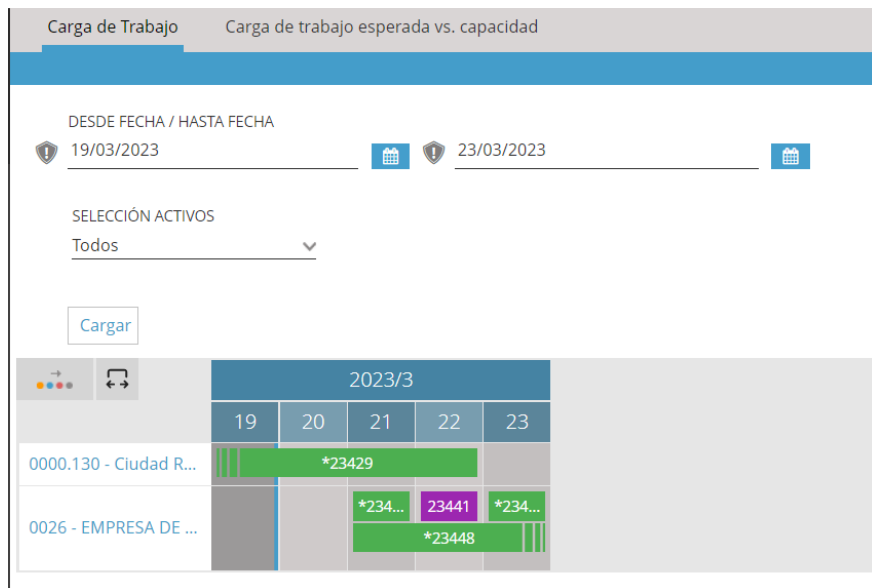 Carga de Trabajo Carga de trabajo esperada vs. capacidad
DESDE FECHA / HASTA FECHA
19/03/2023 23/03/2023
SELECCIÓN ACTIVOS
Todos
Cargar
2023/3
19 20 21 22 23
0000.130 - Ciudad R... *23429
*234... 23441 *234...
0026 - EMPRESA DE ...
*23448